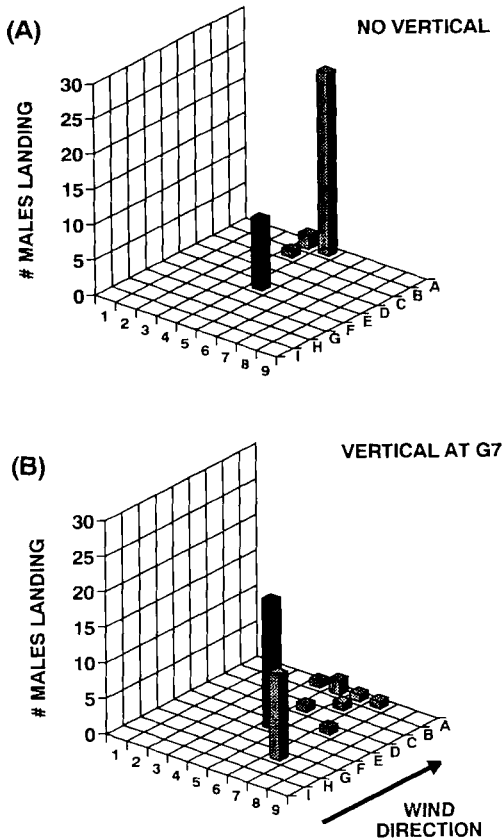 (A)
NO VERTICAL
# MALES LANDING
30
25
20
15
10
5
0
1 2 3 4 5 6 7 8 9
I H G F E D C B A
(B)
VERTICAL AT G7
# MALES LANDING
30
25
20
15
10
5
0
1 2 3 4 5 6 7 8 9
I H G F E D C B A
WIND
DIRECTION